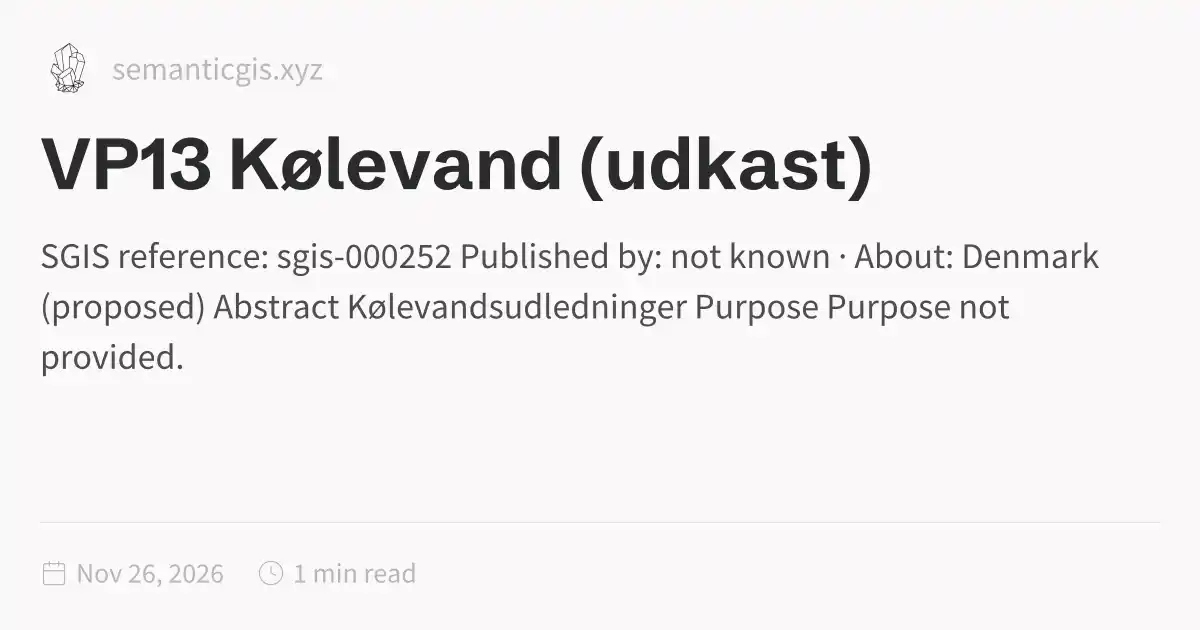 semanticgis.xyz
VP13 Kølevand (udkast)
SGIS reference: sgis-000252 Published by: not known · About: Denmark
(proposed) Abstract Kølevandsudledninger Purpose Purpose not
provided.
Nov 26, 2026
1 min read